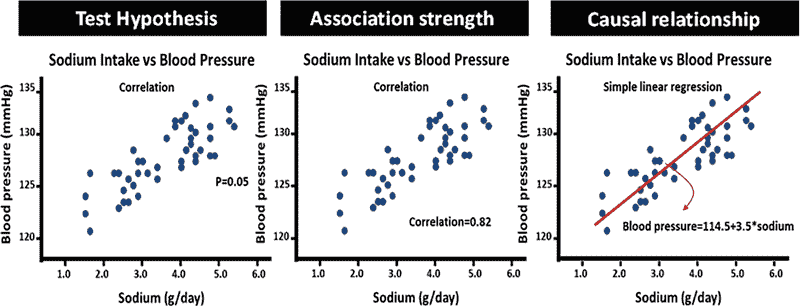 Test Hypothesis
Sodium Intake vs Blood Pressure
Correlation
Blood pressure (mmHg)
135
130
125
120
P=0.05
1.0 2.0 3.0 4.0 5.0 6.0
Sodium (g/day)
Association strength
Sodium Intake vs Blood Pressure
Correlation
Blood pressure (mmHg)
135
130
125
120
Correlation=0.82
1.0 2.0 3.0 4.0 5.0 6.0
Sodium (g/day)
Causal relationship
Sodium Intake vs Blood Pressure
Simple linear regression
Blood pressure (mmHg)
135
130
125
120
Blood pressure=114.5+3.5*sodium
1.0 2.0 3.0 4.0 5.0 6.0
Sodium (g/day)